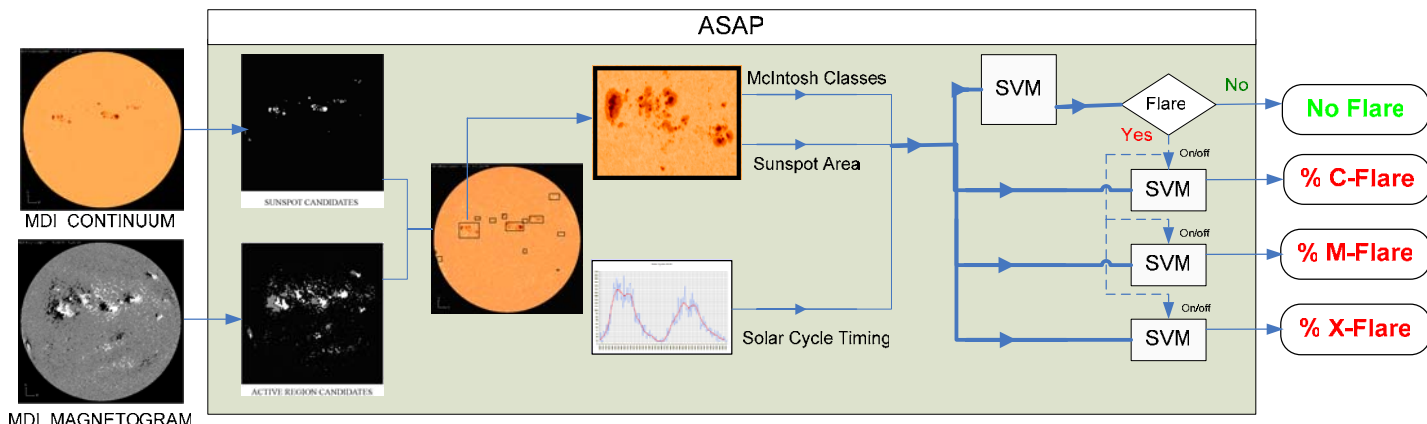 ASAP
MDI CONTINUUM
MDI MAGNETOGRAM
SUNSPOT CANDIDATES
ACTIVE REGION CANDIDATES
McIntosh Classes
Sunspot Area
Solar Cycle Timing
SVM
Flare
No
Yes
No Flare
On/off
SVM
% C-Flare
On/off
SVM
% M-Flare
On/off
SVM
% X-Flare